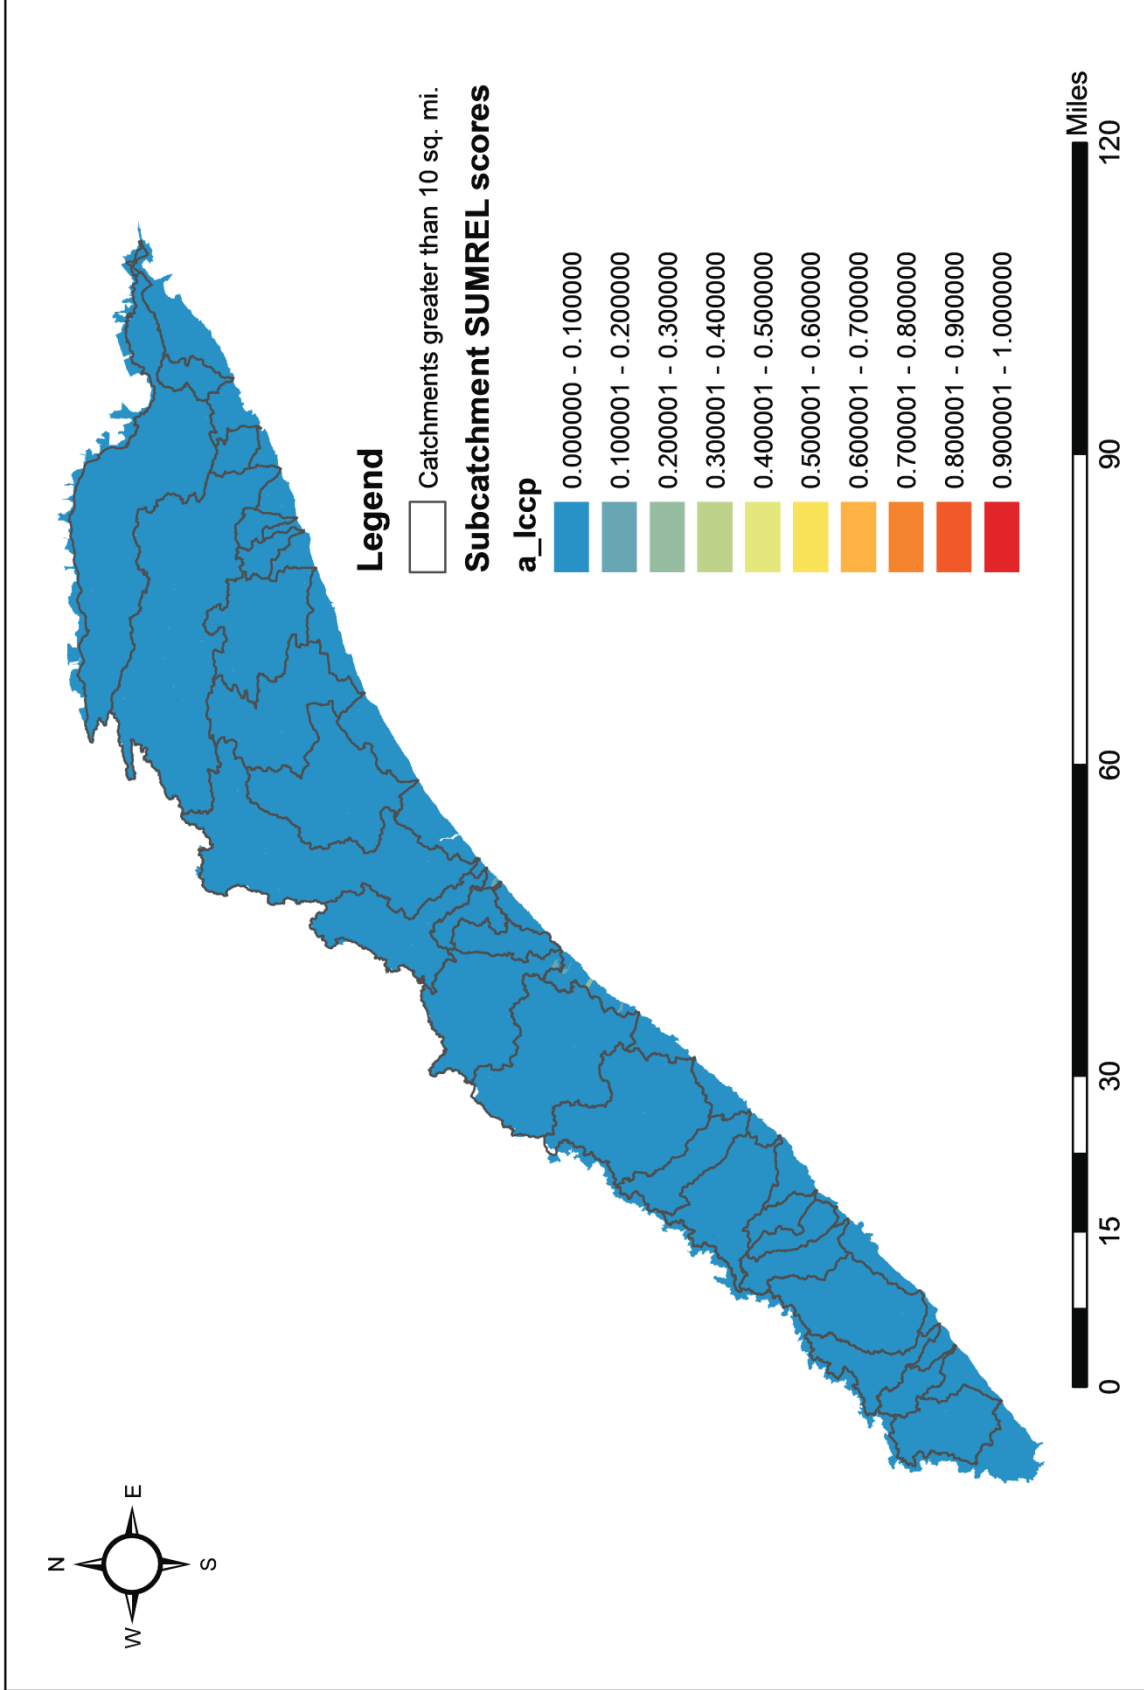 N
W E
S
Legend
Catchments greater than 10 sq. mi.
Subcatchment SUMREL scores
a_lccp
0.000000 - 0.100000
0.100001 - 0.200000
0.200001 - 0.300000
0.300001 - 0.400000
0.400001 - 0.500000
0.500001 - 0.600000
0.600001 - 0.700000
0.700001 - 0.800000
0.800001 - 0.900000
0.900001 - 1.000000
Miles
0 15 30 60 90 120